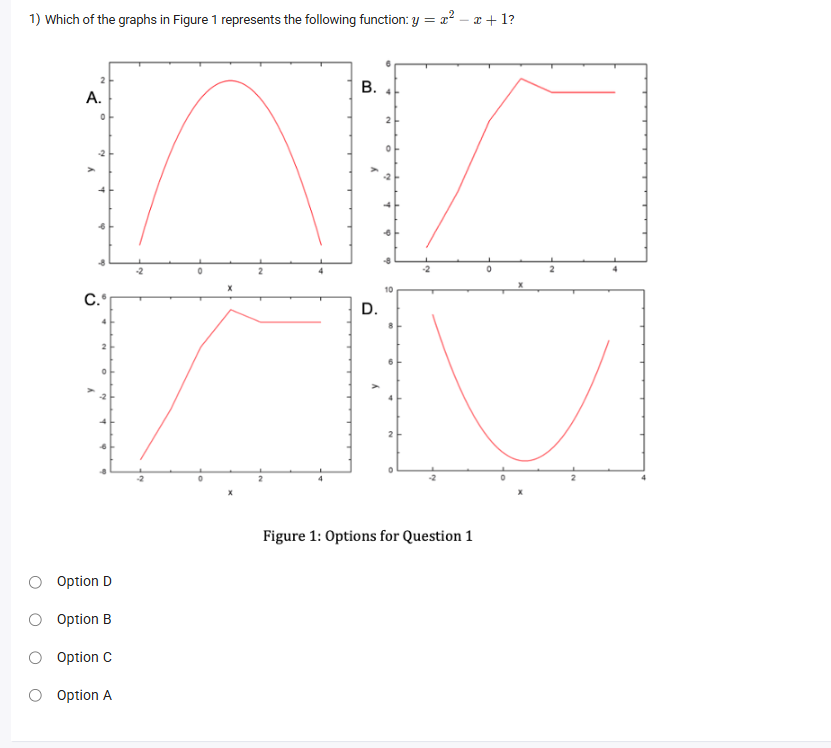 1) Which of the graphs in Figure 1 represents the following function: y = x² − x + 1?
A.
2
0
-2
-4
-6
-8
y
-2
0
2
4
x
B.
6
4
2
0
-2
-4
-6
-8
y
-2
0
2
4
x
C.
6
4
2
0
-2
-4
-6
-8
y
-2
0
2
4
x
D.
10
8
6
4
2
0
y
-2
0
2
4
x
Figure 1: Options for Question 1
Option D
Option B
Option C
Option A